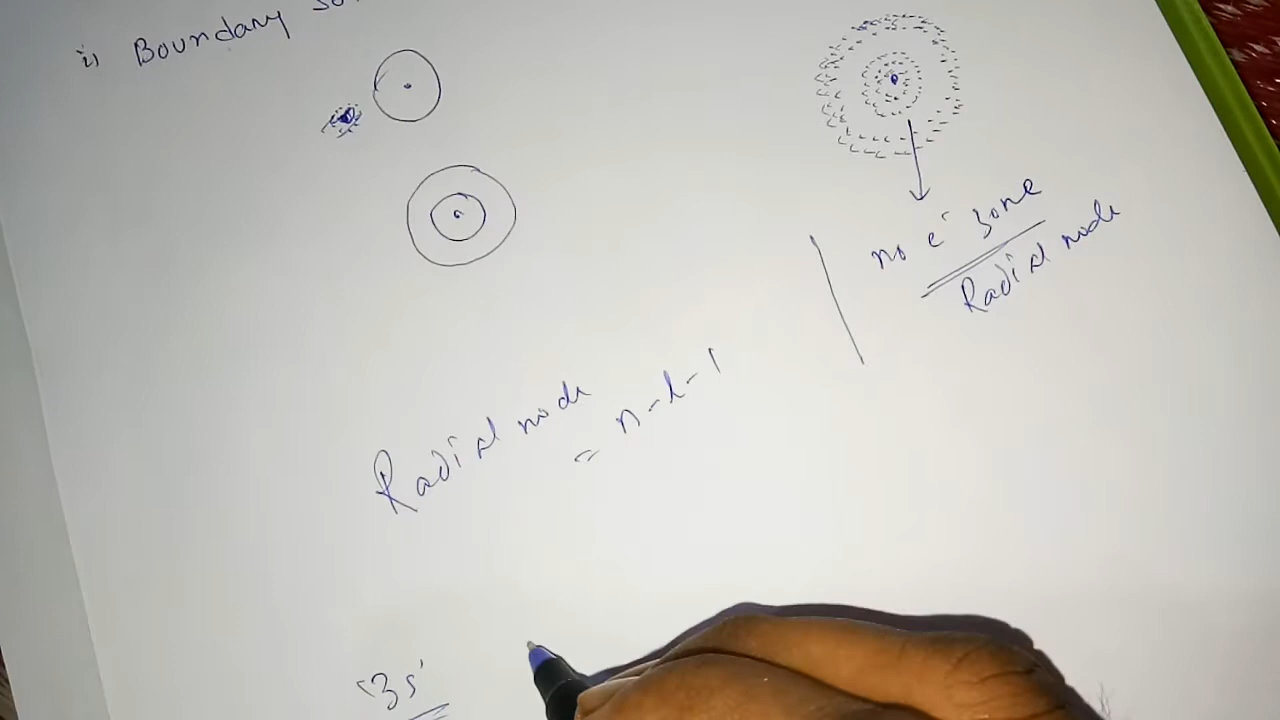 i) Boundary
no e⁻ zone
Radial node
Radial node
= n-l-1
'3s'